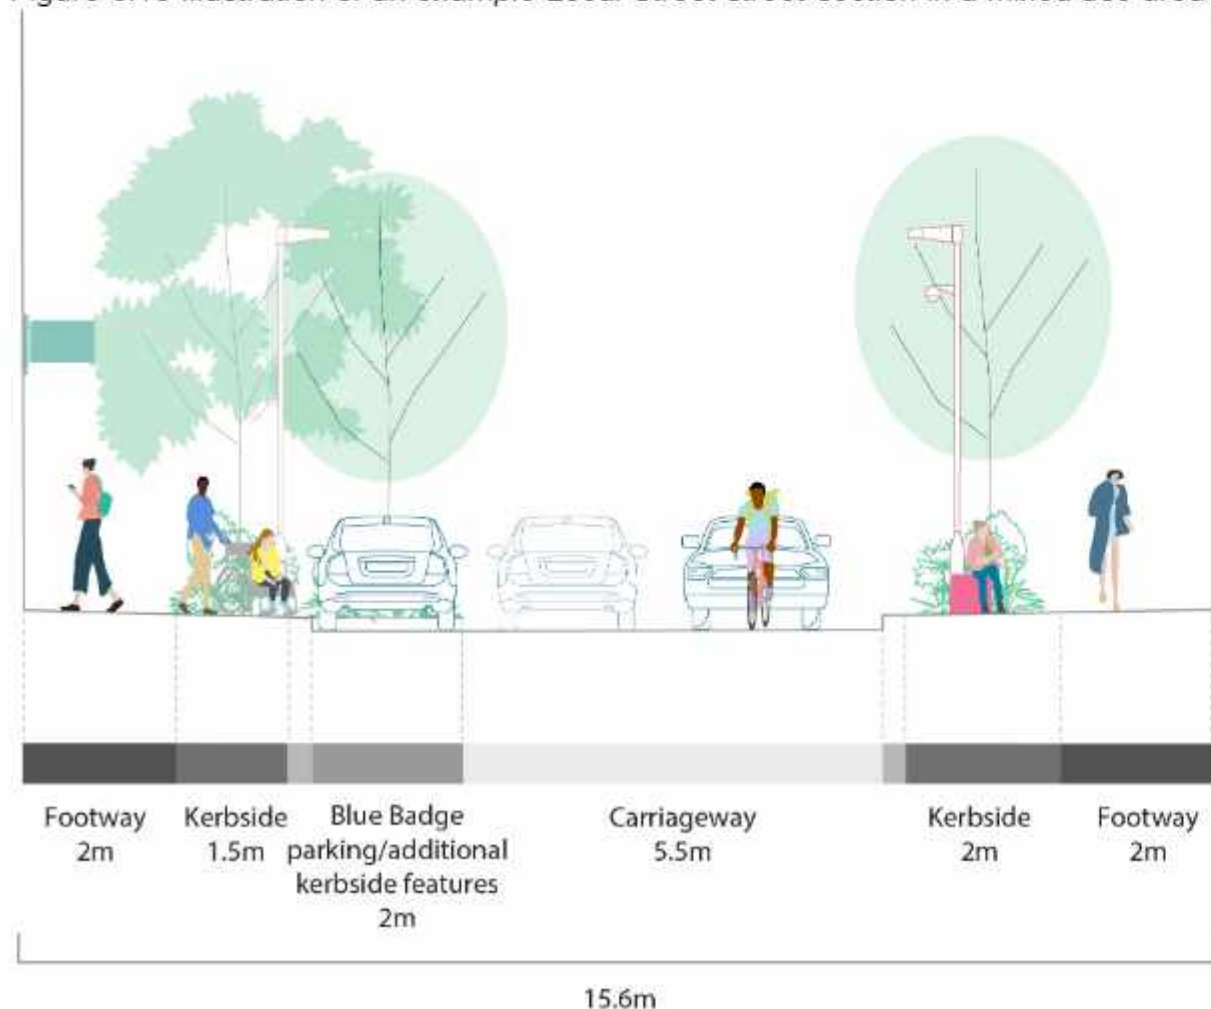 Footway
2m
Kerbside
1.5m
Blue Badge
parking/additional
kerbside features
2m
Carriageway
5.5m
Kerbside
2m
Footway
2m
15.6m